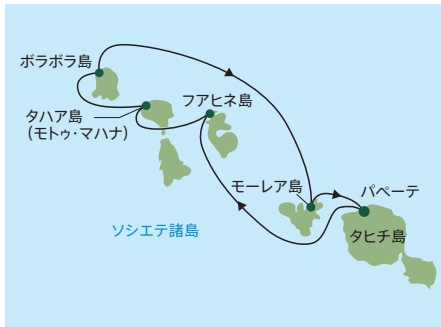 ボラボラ島
タハア島
(モトゥ・マハナ)
フアヒネ島
モーレア島
パペーテ
タヒチ島
ソシエテ諸島